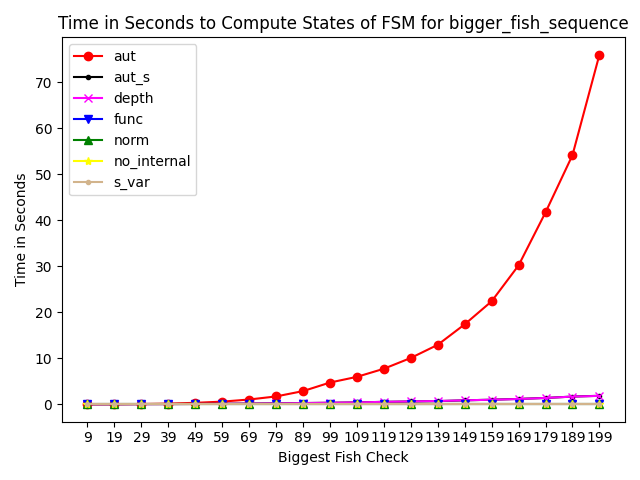 Time in Seconds to Compute States of FSM for bigger_fish_sequence
aut
aut_s
depth
func
norm
no_internal
s_var
Time in Seconds
70
60
50
40
30
20
10
0
9 19 29 39 49 59 69 79 89 99 109 119 129 139 149 159 169 179 189 199
Biggest Fish Check